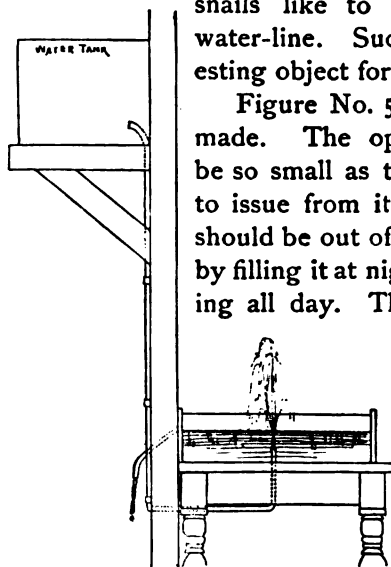 WATER TANK
snails like to
water-line. Suc
esting object for
Figure No. 5
made. The op
be so small as t
to issue from it
should be out of
by filling it at nig
ing all day. Th